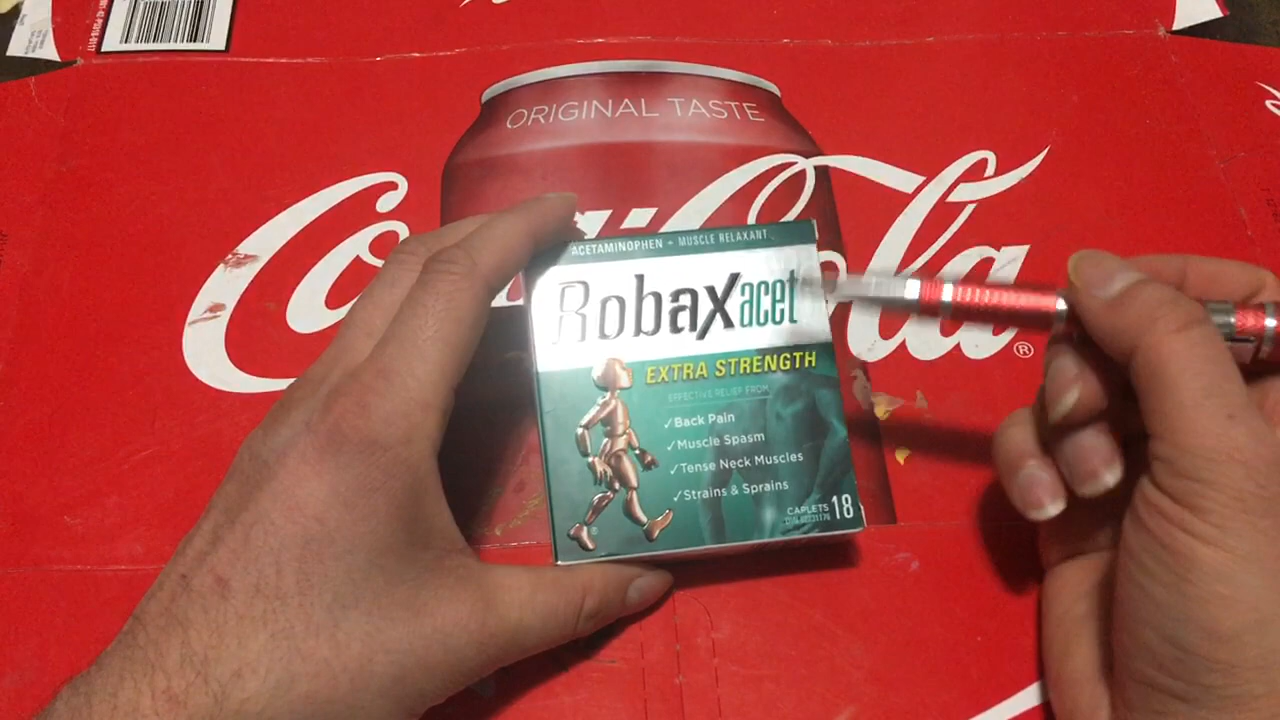 ORIGINAL TASTE
Coca-Cola
®
ACETAMINOPHEN + MUSCLE RELAXANT
Robaxacet
EXTRA STRENGTH
EFFECTIVE RELIEF FROM
✓Back Pain
✓Muscle Spasm
✓Tense Neck Muscles
✓Strains & Sprains
CAPLETS 18